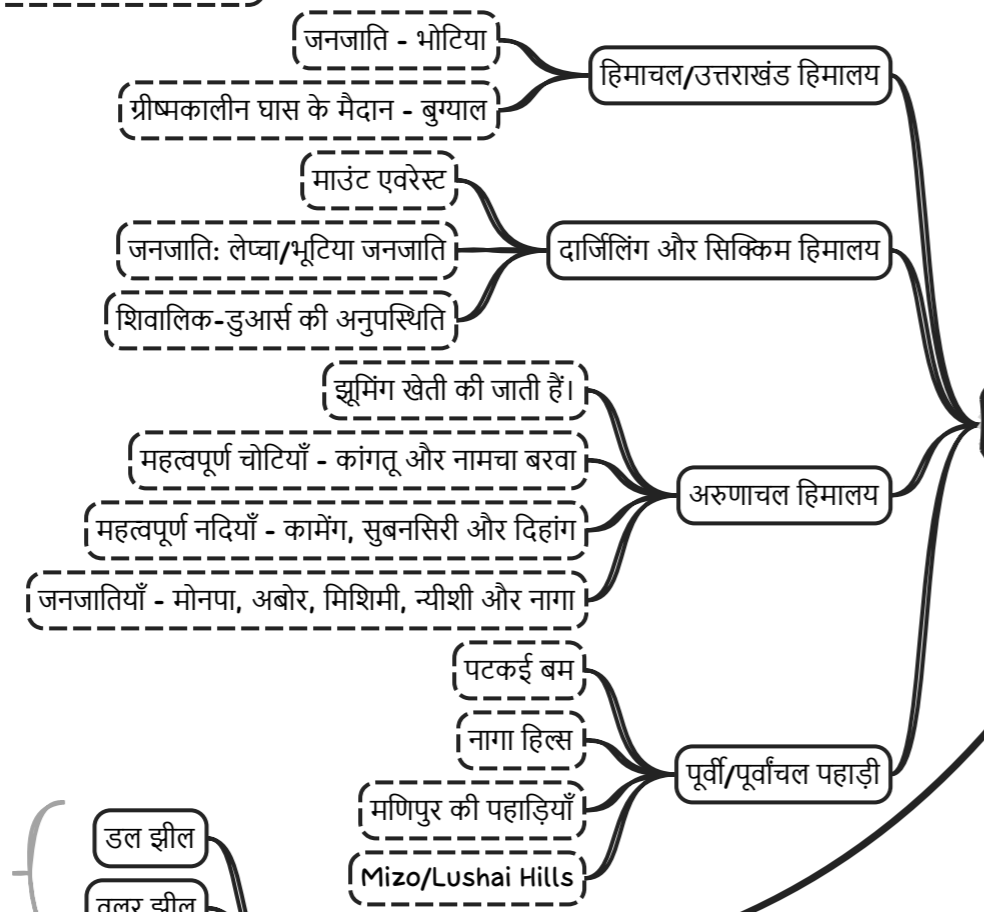 जनजाति - भोटिया
हिमाचल/उत्तराखंड हिमालय
ग्रीष्मकालीन घास के मैदान - बुग्याल
माउंट एवरेस्ट
जनजाति: लेप्चा/भूटिया जनजाति
दार्जिलिंग और सिक्किम हिमालय
शिवालिक-डुआर्स की अनुपस्थिति
झूमिंग खेती की जाती हैं।
महत्वपूर्ण चोटियाँ - कांगतू और नामचा बरवा
अरुणाचल हिमालय
महत्वपूर्ण नदियाँ - कामेंग, सुबनसिरी और दिहांग
जनजातियाँ - मोनपा, अबोर, मिशिमी, न्यीशी और नागा
पटकई बम
नागा हिल्स
पूर्वी/पूर्वांचल पहाड़ी
मणिपुर की पहाड़ियाँ
डल झील
Mizo/Lushai Hills
वुलर झील